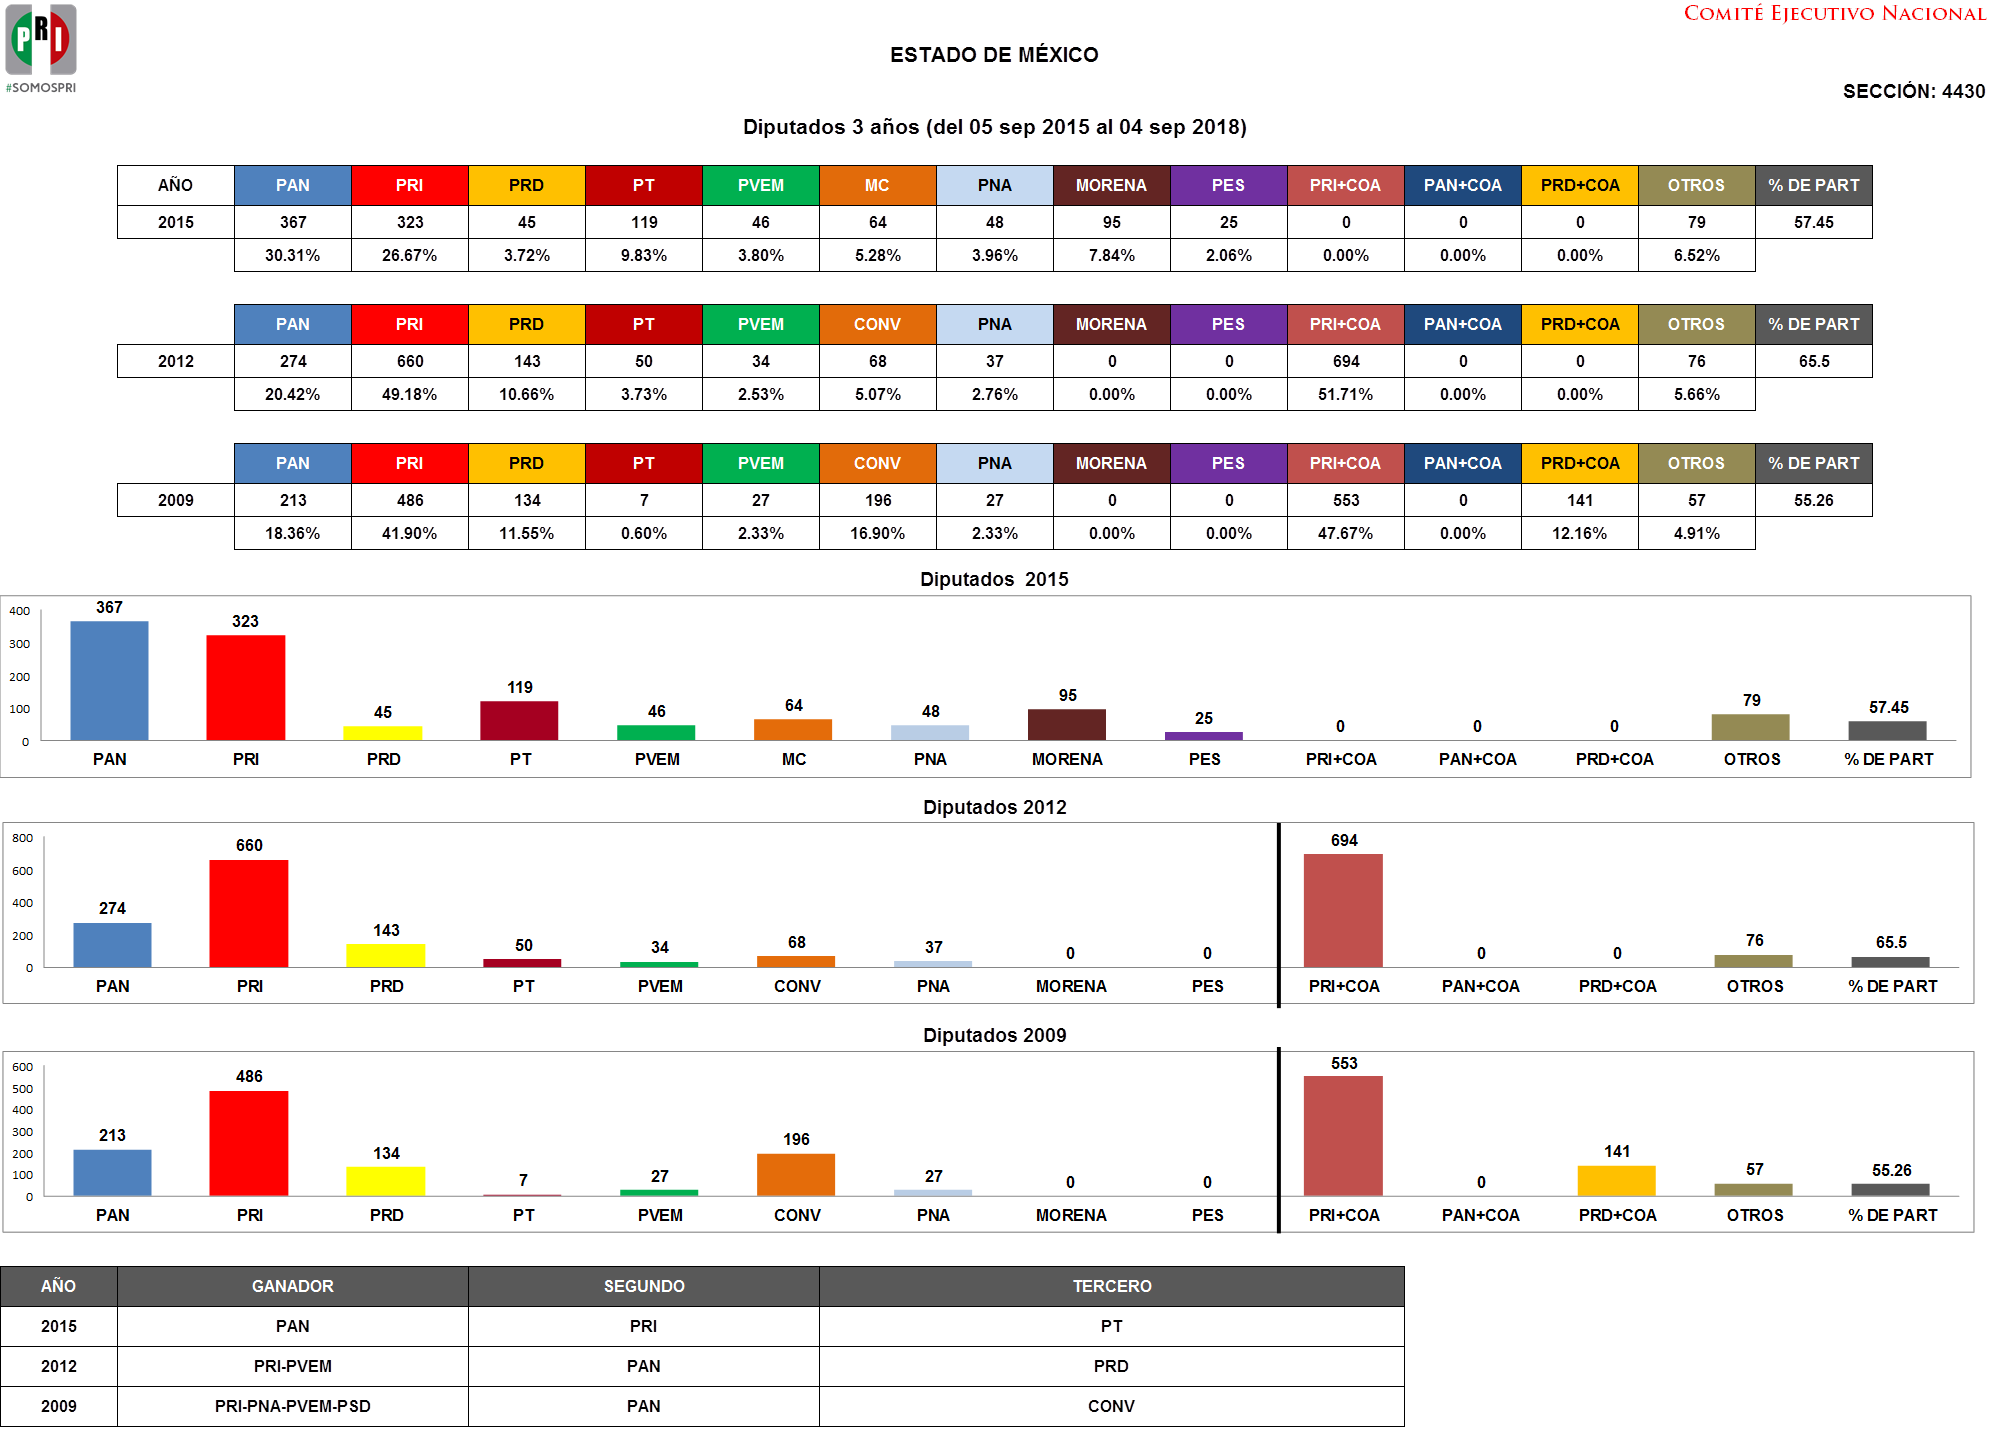 PRI
#SOMOSPRI
COMITÉ EJECUTIVO NACIONAL
ESTADO DE MÉXICO
SECCIÓN: 4430
Diputados 3 años (del 05 sep 2015 al 04 sep 2018)
AÑO PAN PRI PRD PT PVEM MC PNA MORENA PES PRI+COA PAN+COA PRD+COA OTROS % DE PART
2015 367 323 45 119 46 64 48 95 25 0 0 0 79 57.45
30.31% 26.67% 3.72% 9.83% 3.80% 5.28% 3.96% 7.84% 2.06% 0.00% 0.00% 0.00% 6.52%
PAN PRI PRD PT PVEM CONV PNA MORENA PES PRI+COA PAN+COA PRD+COA OTROS % DE PART
2012 274 660 143 50 34 68 37 0 0 694 0 0 76 65.5
20.42% 49.18% 10.66% 3.73% 2.53% 5.07% 2.76% 0.00% 0.00% 51.71% 0.00% 0.00% 5.66%
PAN PRI PRD PT PVEM CONV PNA MORENA PES PRI+COA PAN+COA PRD+COA OTROS % DE PART
2009 213 486 134 7 27 196 27 0 0 553 0 141 57 55.26
18.36% 41.90% 11.55% 0.60% 2.33% 16.90% 2.33% 0.00% 0.00% 47.67% 0.00% 12.16% 4.91%
Diputados 2015
400
300
200
100
0
367 323 45 119 46 64 48 95 25 0 0 0 79 57.45
PAN PRI PRD PT PVEM MC PNA MORENA PES PRI+COA PAN+COA PRD+COA OTROS % DE PART
Diputados 2012
800
600
400
200
0
274 660 143 50 34 68 37 0 0 694 0 0 76 65.5
PAN PRI PRD PT PVEM CONV PNA MORENA PES PRI+COA PAN+COA PRD+COA OTROS % DE PART
Diputados 2009
600
500
400
300
200
100
0
213 486 134 7 27 196 27 0 0 553 0 141 57 55.26
PAN PRI PRD PT PVEM CONV PNA MORENA PES PRI+COA PAN+COA PRD+COA OTROS % DE PART
AÑO GANADOR SEGUNDO TERCERO
2015 PAN PRI PT
2012 PRI-PVEM PAN PRD
2009 PRI-PNA-PVEM-PSD PAN CONV